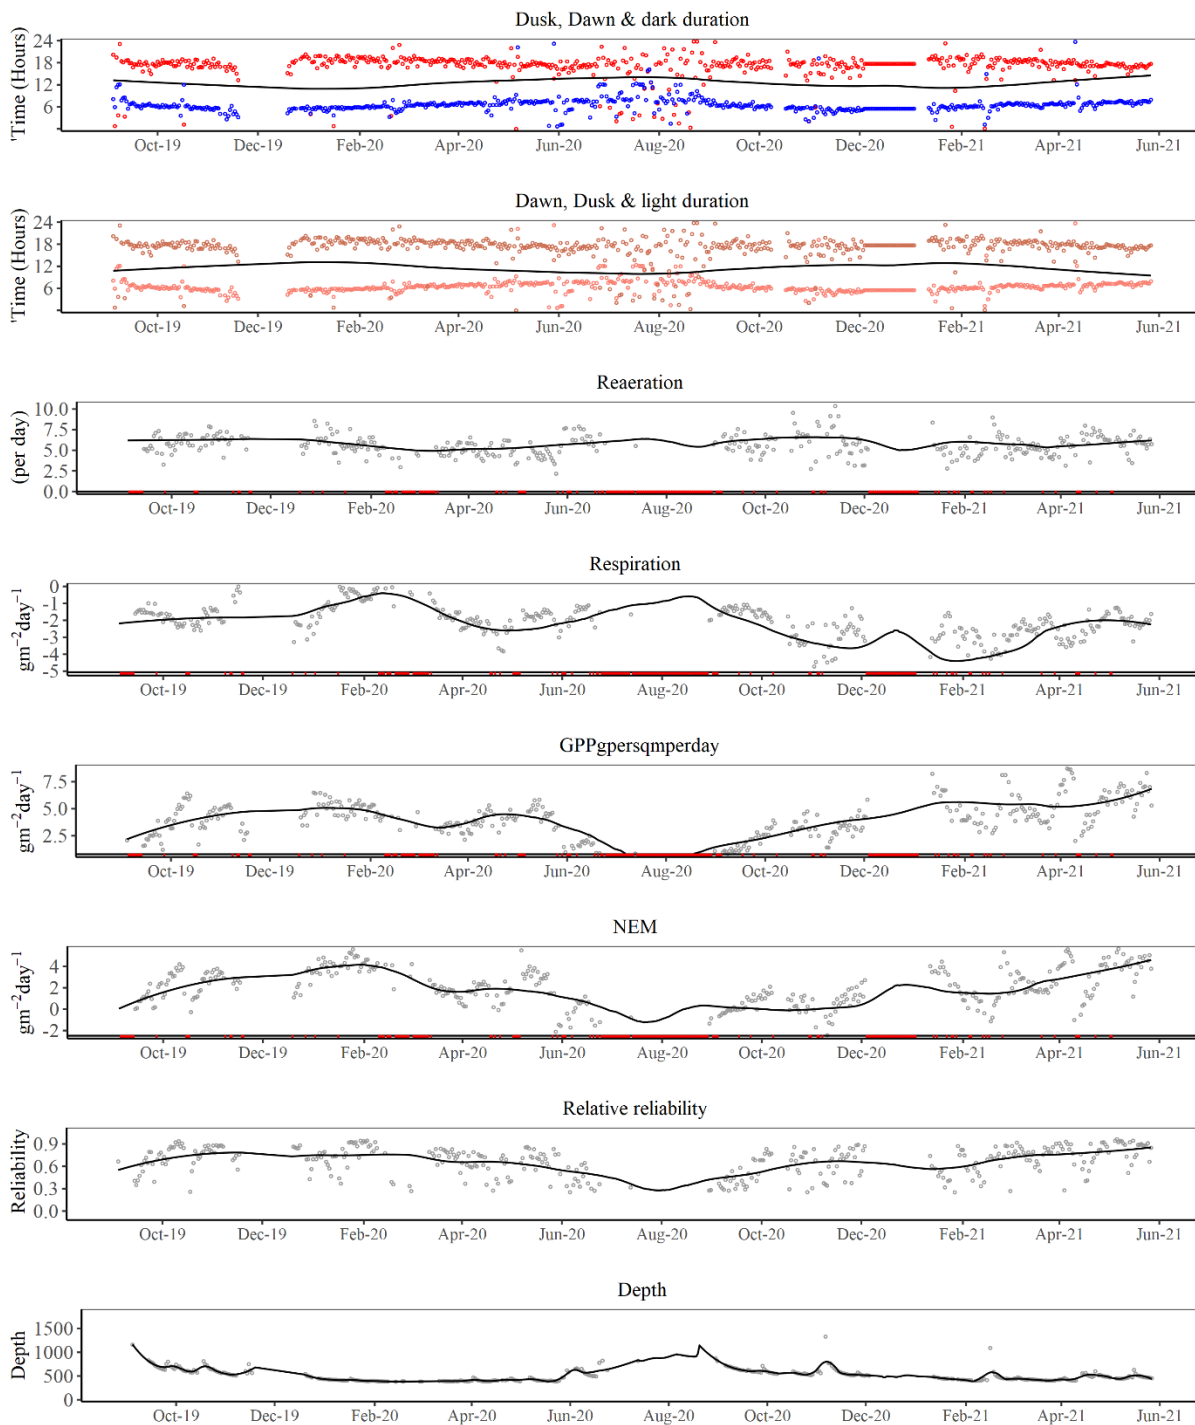 Dusk, Dawn & dark duration
'Time (Hours)
24
18
12
6
Oct-19 Dec-19 Feb-20 Apr-20 Jun-20 Aug-20 Oct-20 Dec-20 Feb-21 Apr-21 Jun-21
Dawn, Dusk & light duration
'Time (Hours)
24
18
12
6
Oct-19 Dec-19 Feb-20 Apr-20 Jun-20 Aug-20 Oct-20 Dec-20 Feb-21 Apr-21 Jun-21
Reaeration
(per day)
10.0
7.5
5.0
2.5
0.0
Oct-19 Dec-19 Feb-20 Apr-20 Jun-20 Aug-20 Oct-20 Dec-20 Feb-21 Apr-21 Jun-21
Respiration
gm⁻²day⁻¹
0
-1
-2
-3
-4
-5
Oct-19 Dec-19 Feb-20 Apr-20 Jun-20 Aug-20 Oct-20 Dec-20 Feb-21 Apr-21 Jun-21
GPPgpersqmperday
gm⁻²day⁻¹
7.5
5.0
2.5
Oct-19 Dec-19 Feb-20 Apr-20 Jun-20 Aug-20 Oct-20 Dec-20 Feb-21 Apr-21 Jun-21
NEM
gm⁻²day⁻¹
4
2
0
-2
Oct-19 Dec-19 Feb-20 Apr-20 Jun-20 Aug-20 Oct-20 Dec-20 Feb-21 Apr-21 Jun-21
Relative reliability
Reliability
0.9
0.6
0.3
0.0
Oct-19 Dec-19 Feb-20 Apr-20 Jun-20 Aug-20 Oct-20 Dec-20 Feb-21 Apr-21 Jun-21
Depth
Depth
1500
1000
500
0
Oct-19 Dec-19 Feb-20 Apr-20 Jun-20 Aug-20 Oct-20 Dec-20 Feb-21 Apr-21 Jun-21